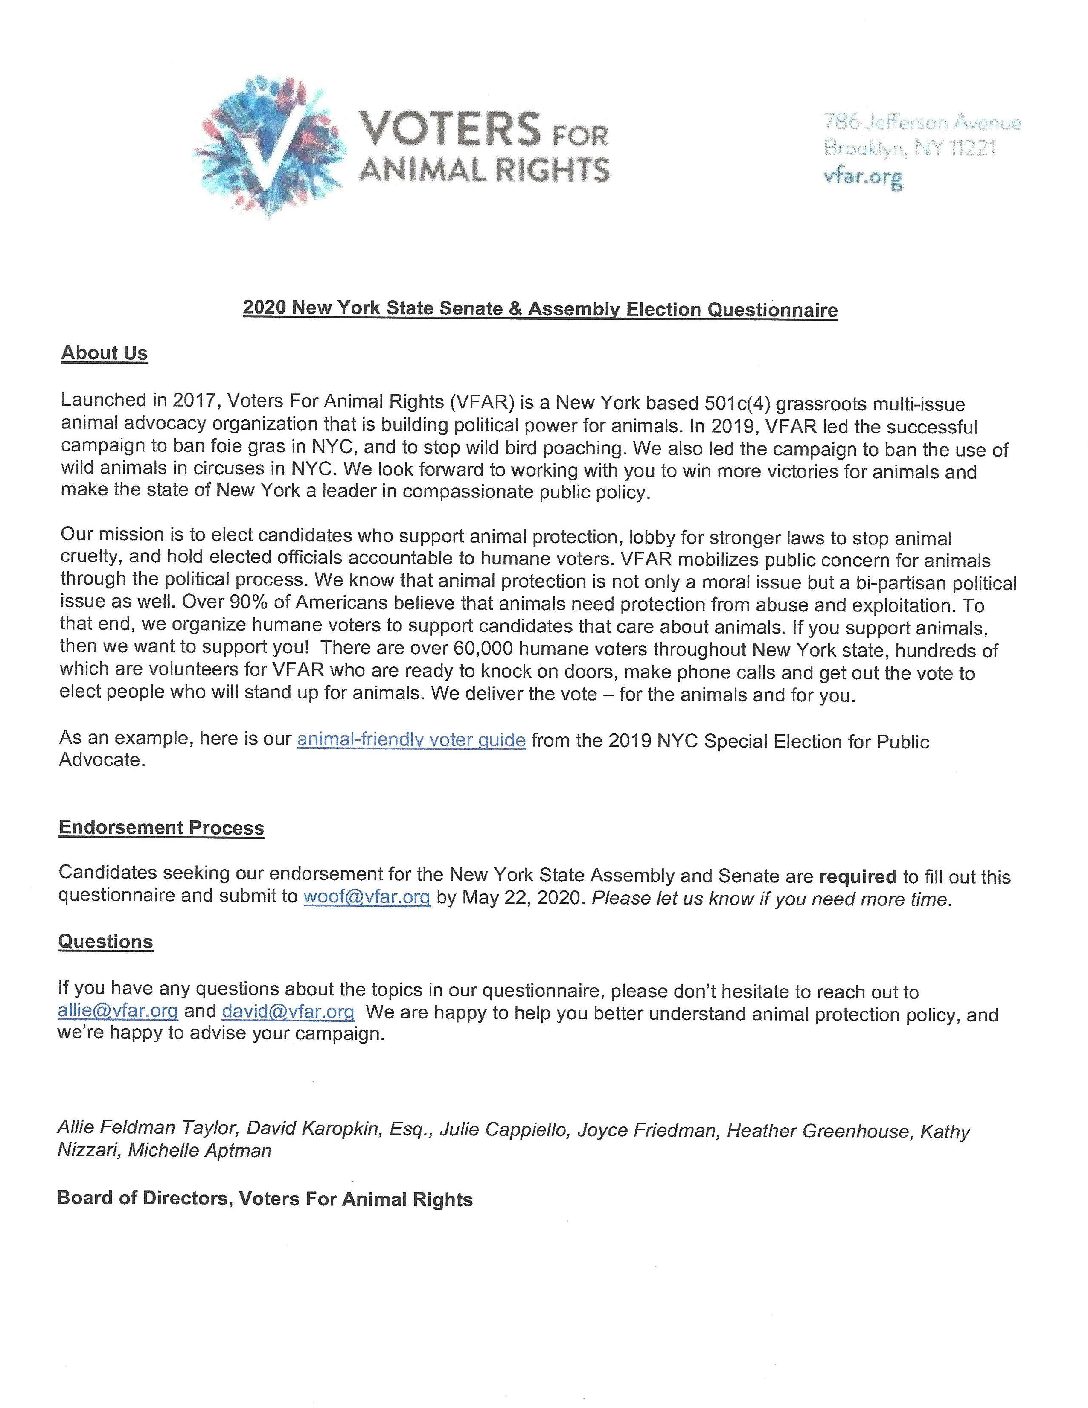 VOTERS FOR
ANIMAL RIGHTS
786 Jefferson Avenue
Brooklyn, NY 11221
vfar.org
2020 New York State Senate & Assembly Election Questionnaire
About Us
Launched in 2017, Voters For Animal Rights (VFAR) is a New York based 501c(4) grassroots multi-issue
animal advocacy organization that is building political power for animals. In 2019, VFAR led the successful
campaign to ban foie gras in NYC, and to stop wild bird poaching. We also led the campaign to ban the use of
wild animals in circuses in NYC. We look forward to working with you to win more victories for animals and
make the state of New York a leader in compassionate public policy.
Our mission is to elect candidates who support animal protection, lobby for stronger laws to stop animal
cruelty, and hold elected officials accountable to humane voters. VFAR mobilizes public concern for animals
through the political process. We know that animal protection is not only a moral issue but a bi-partisan political
issue as well. Over 90% of Americans believe that animals need protection from abuse and exploitation. To
that end, we organize humane voters to support candidates that care about animals. If you support animals,
then we want to support you! There are over 60,000 humane voters throughout New York state, hundreds of
which are volunteers for VFAR who are ready to knock on doors, make phone calls and get out the vote to
elect people who will stand up for animals. We deliver the vote – for the animals and for you.
As an example, here is our animal-friendly voter guide from the 2019 NYC Special Election for Public
Advocate.
Endorsement Process
Candidates seeking our endorsement for the New York State Assembly and Senate are required to fill out this
questionnaire and submit to woof@vfar.org by May 22, 2020. Please let us know if you need more time.
Questions
If you have any questions about the topics in our questionnaire, please don't hesitate to reach out to
allie@vfar.org and david@vfar.org We are happy to help you better understand animal protection policy, and
we're happy to advise your campaign.
Allie Feldman Taylor, David Karopkin, Esq., Julie Cappiello, Joyce Friedman, Heather Greenhouse, Kathy
Nizzari, Michelle Aptman
Board of Directors, Voters For Animal Rights